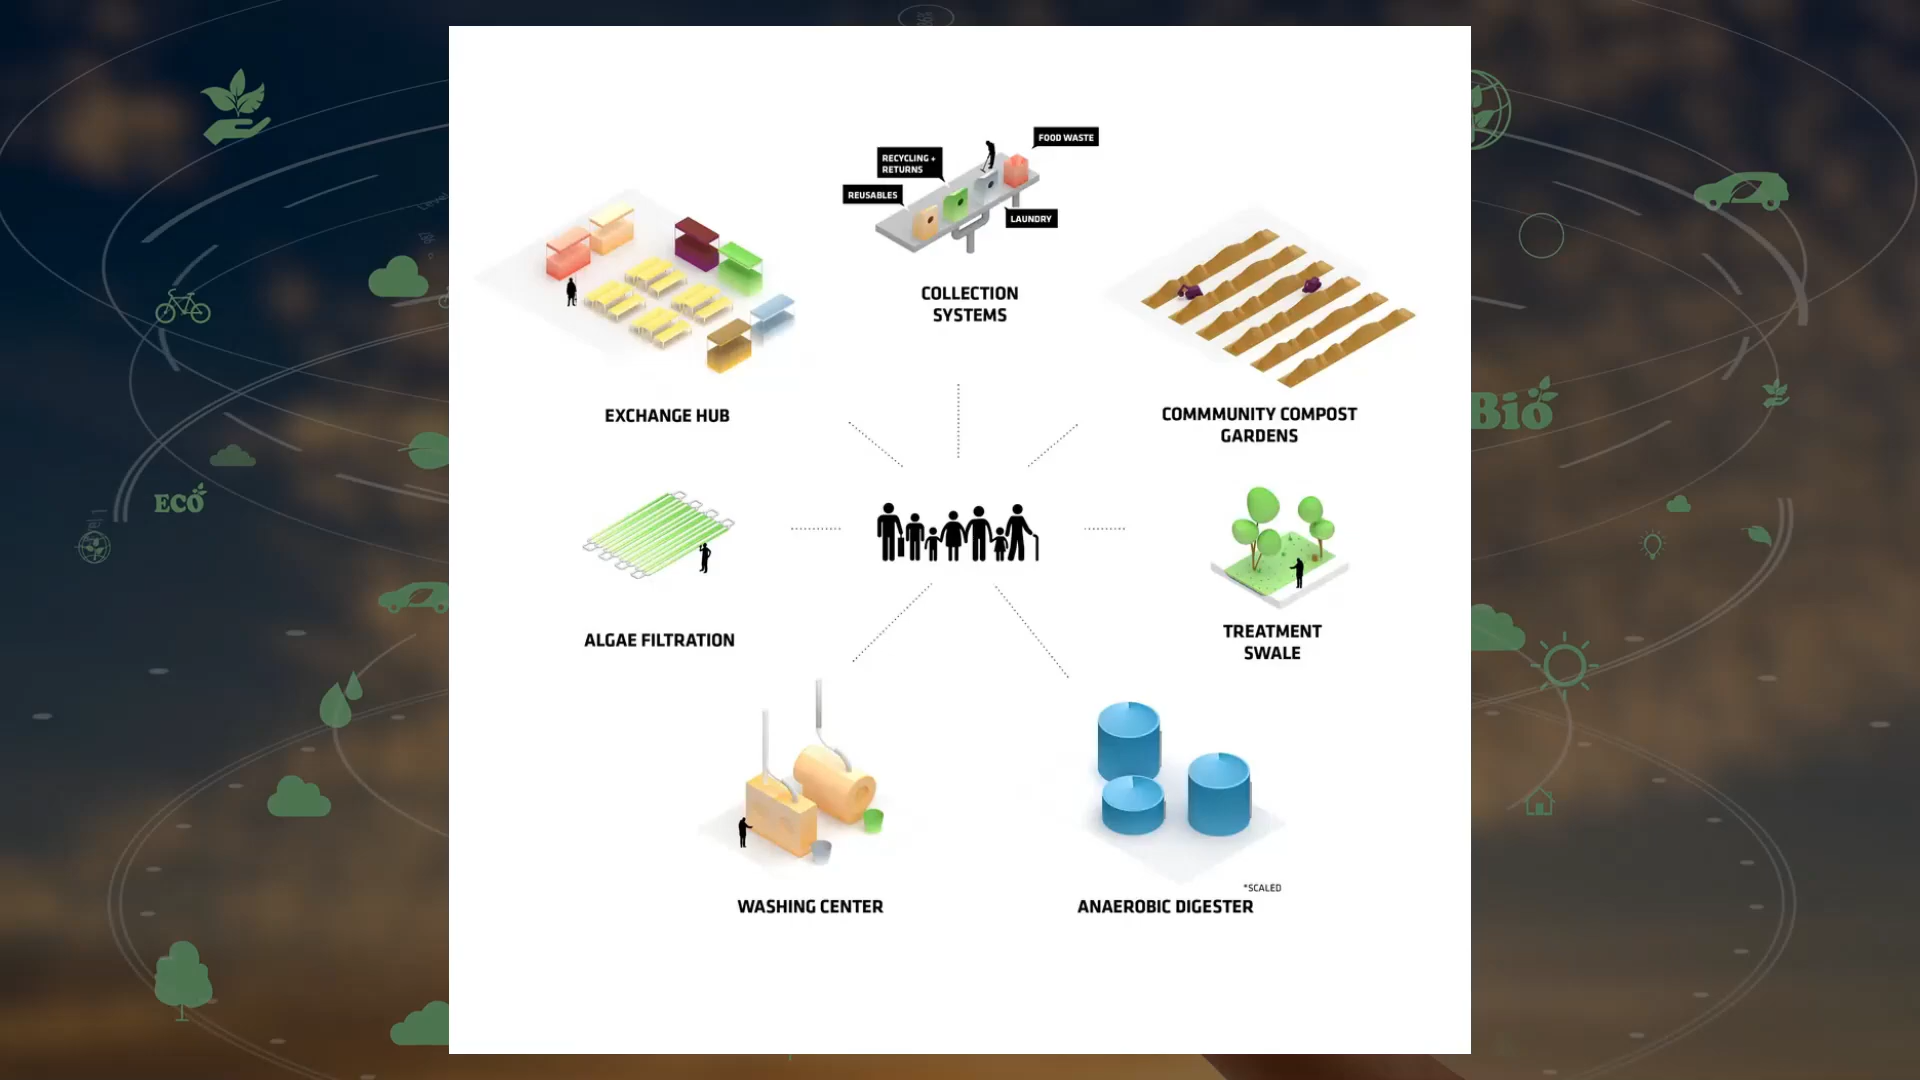 FOOD WASTE
RECYCLING +
RETURNS
REUSABLES
LAUNDRY
COLLECTION
SYSTEMS
EXCHANGE HUB
COMMMUNITY COMPOST
GARDENS
Bio
ECO
ALGAE FILTRATION
TREATMENT
SWALE
*SCALED
WASHING CENTER
ANAEROBIC DIGESTER